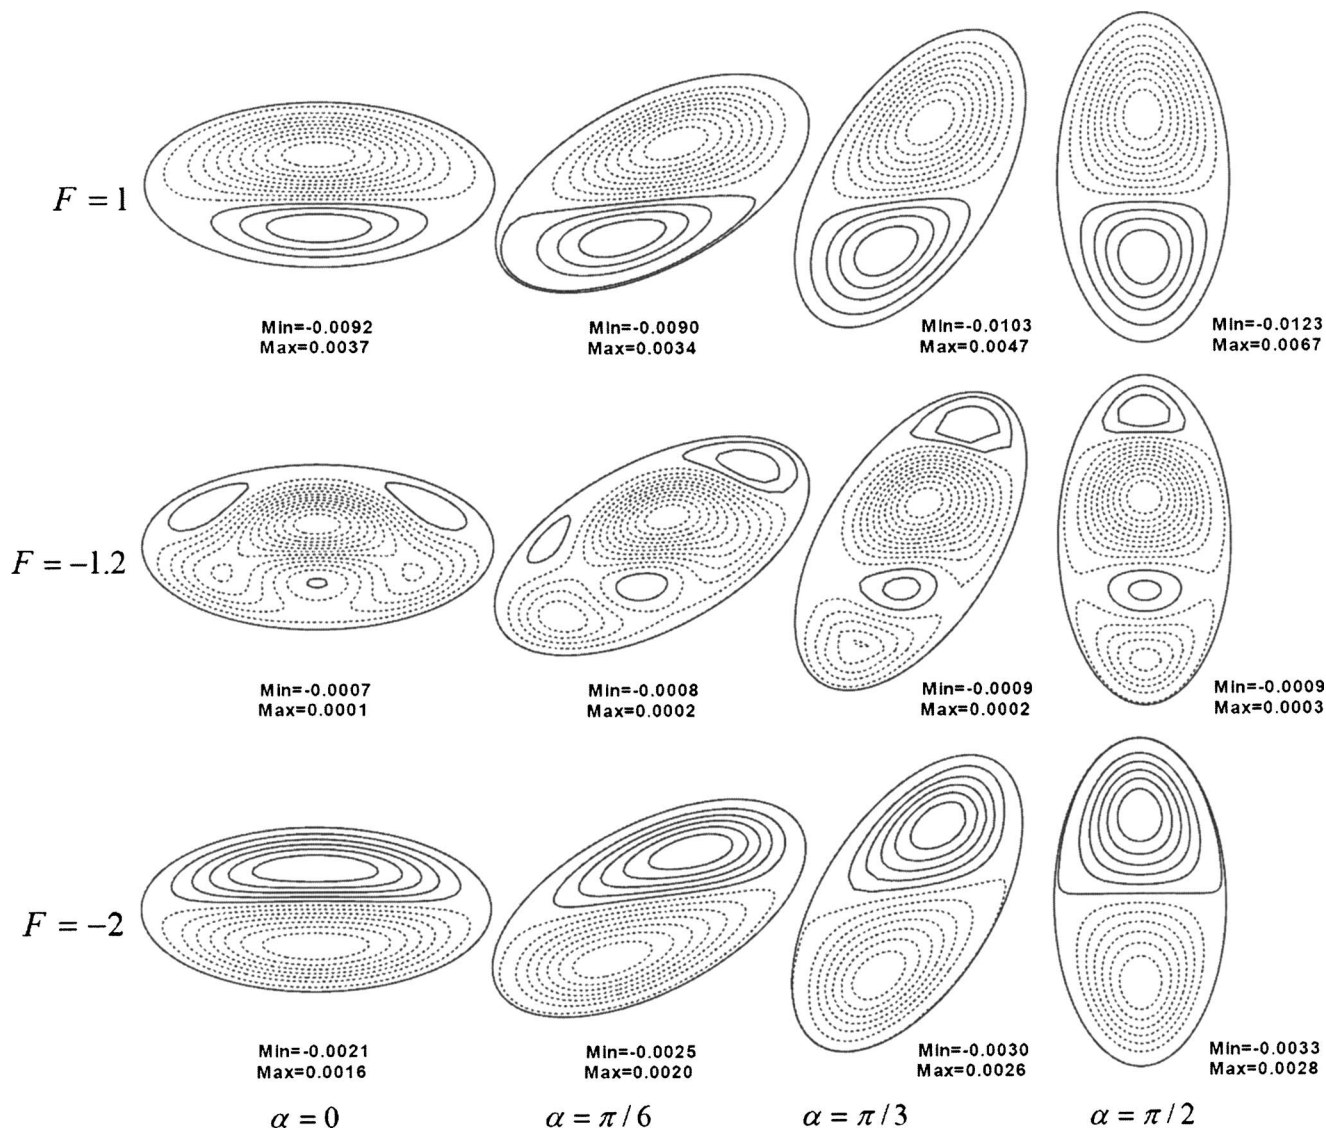 F = 1
Min=-0.0092
Max=0.0037
Min=-0.0090
Max=0.0034
Min=-0.0103
Max=0.0047
Min=-0.0123
Max=0.0067
F = −1.2
Min=-0.0007
Max=0.0001
Min=-0.0008
Max=0.0002
Min=-0.0009
Max=0.0002
Min=-0.0009
Max=0.0003
F = −2
Min=-0.0021
Max=0.0016
Min=-0.0025
Max=0.0020
Min=-0.0030
Max=0.0026
Min=-0.0033
Max=0.0028
α = 0
α = π / 6
α = π / 3
α = π / 2